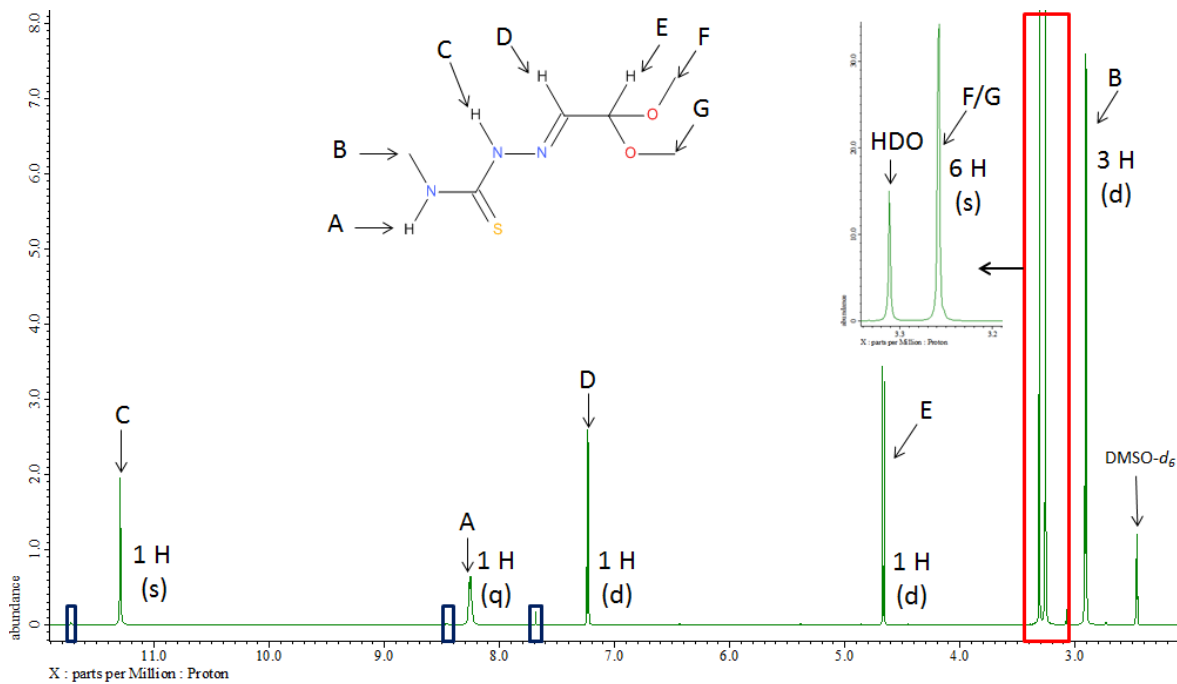 8.0
7.0
6.0
5.0
4.0
3.0
2.0
1.0
0
abundance
C
D
E
F
G
B
A
H
H
H
O
O
N
N
N
S
H
30.0
20.0
10.0
0
abundance
HDO
F/G
6 H
(s)
3.3
3.2
X : parts per Million : Proton
B
3 H
(d)
C
1 H
(s)
A
1 H
(q)
D
1 H
(d)
E
1 H
(d)
DMSO-d6
11.0
10.0
9.0
8.0
7.0
6.0
5.0
4.0
3.0
X : parts per Million : Proton